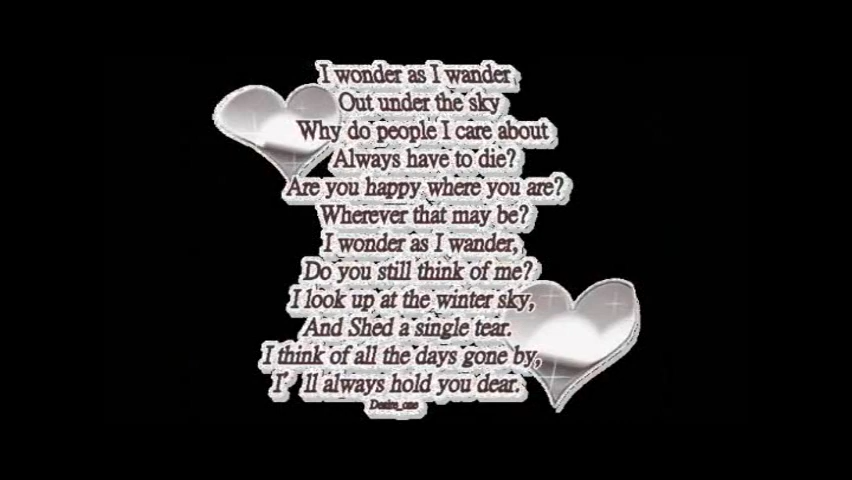 I wonder as I wander,
Out under the sky
Why do people I care about
Always have to die?
Are you happy where you are?
Wherever that may be?
I wonder as I wander,
Do you still think of me?
I look up at the winter sky,
And Shed a single tear.
I think of all the days gone by,
I' ll always hold you dear.